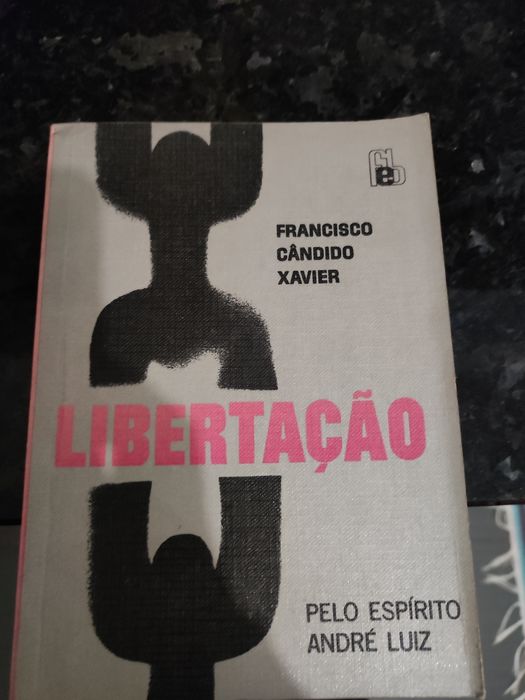 FRANCISCO
CÂNDIDO
XAVIER
LIBERTAÇÃO
PELO ESPÍRITO
ANDRÉ LUIZ